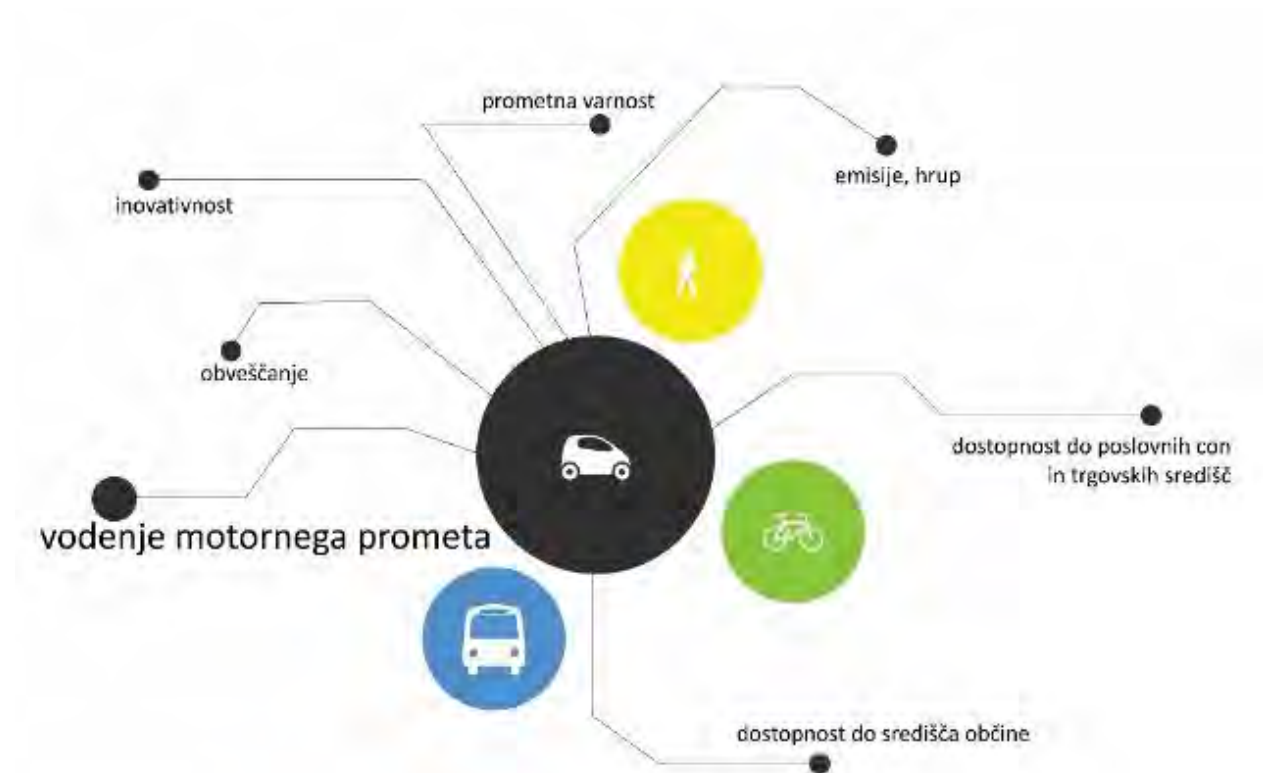 prometna varnost
emisije, hrup
inovativnost
obveščanje
dostopnost do poslovnih con
in trgovskih središč
vodenje motornega prometa
dostopnost do središča občine